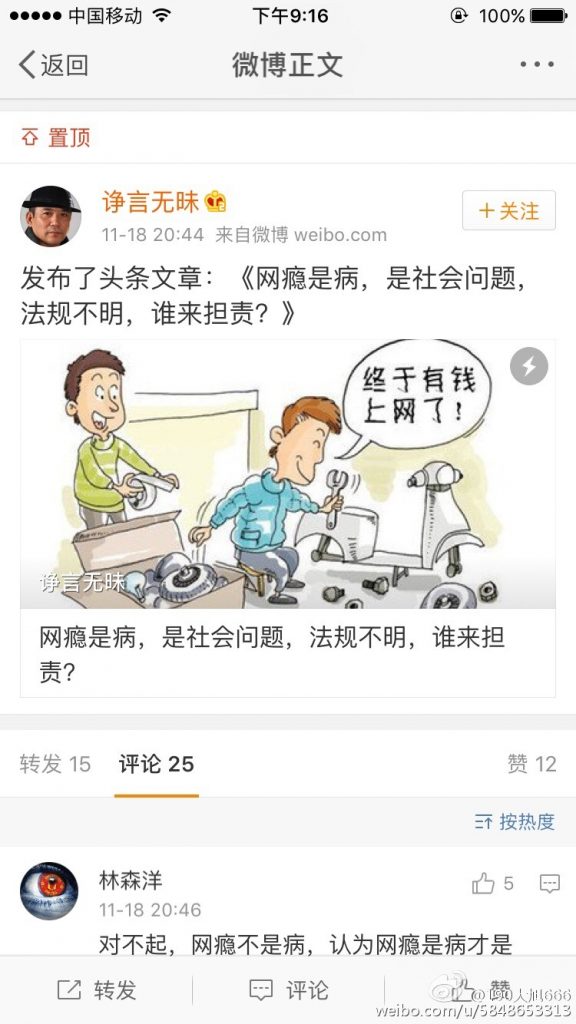 中国移动 下午9:16 100%
返回 微博正文
置顶
诤言无昧
+关注
11-18 20:44 来自微博 weibo.com
发布了头条文章：《网瘾是病，是社会问题，
法规不明，谁来担责？》
终于有钱
上网了！
诤言无昧
网瘾是病，是社会问题，法规不明，谁来担
责？
转发 15 评论 25 赞 12
按热度
林森洋
5
11-18 20:46
对不起，网瘾不是病，认为网瘾是病才是
转发 评论 赞
weibo.com/u/5848653313